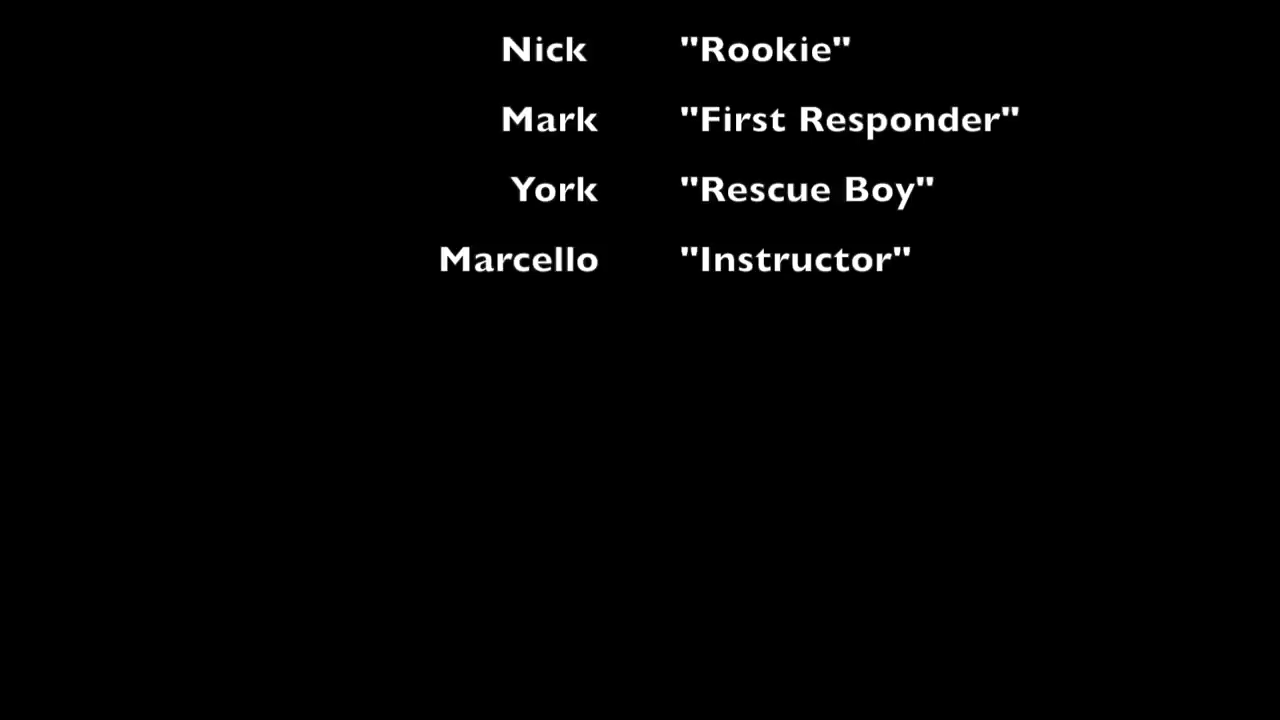 Nick "Rookie"
Mark "First Responder"
York "Rescue Boy"
Marcello "Instructor"